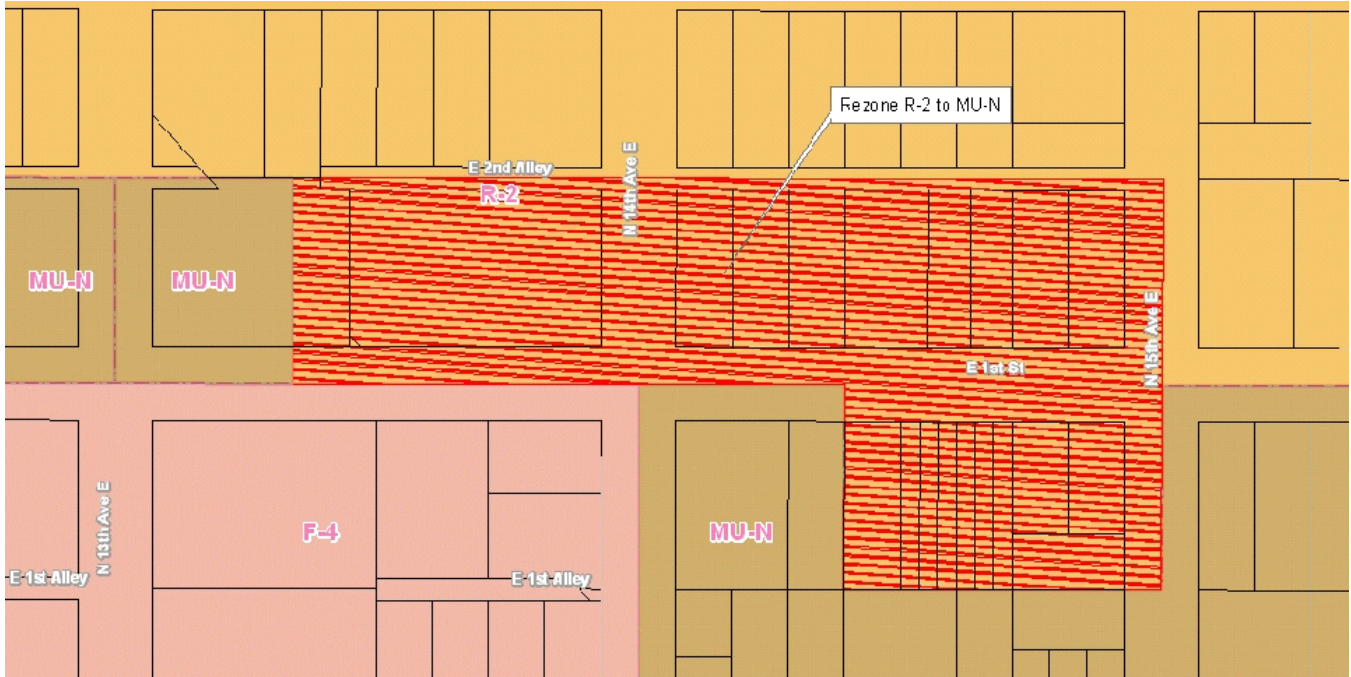 Rezone R-2 to MU-N
E 2nd Alley
R-2
N 14th Ave E
MU-N
MU-N
N 15th Ave E
E 1st St
N 13th Ave E
F-4
MU-N
E 1st Alley
E 1st Alley